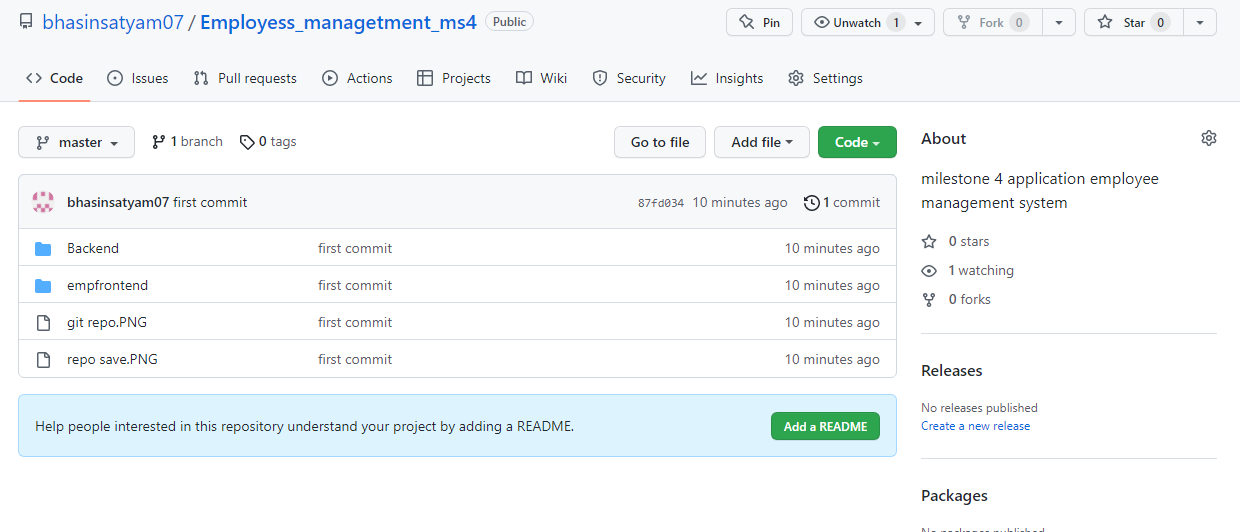 bhasinsatyam07 / Employess_managetment_ms4 Public Pin Unwatch 1 Fork 0 Star 0
Code Issues Pull requests Actions Projects Wiki Security Insights Settings
master 1 branch 0 tags Go to file Add file Code
bhasinsatyam07 first commit 87fd034 10 minutes ago 1 commit
Backend first commit 10 minutes ago
empfrontend first commit 10 minutes ago
git repo.PNG first commit 10 minutes ago
repo save.PNG first commit 10 minutes ago
Help people interested in this repository understand your project by adding a README. Add a README
About
milestone 4 application employee
management system
0 stars
1 watching
0 forks
Releases
No releases published
Create a new release
Packages
No packages published